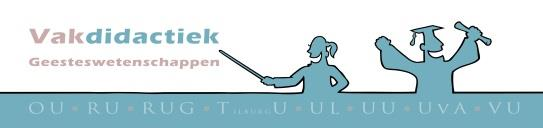 Vakdidactiek
Geesteswetenschappen
OU • RU • RUG • TILBURGU • UL • UU • UVA • VU